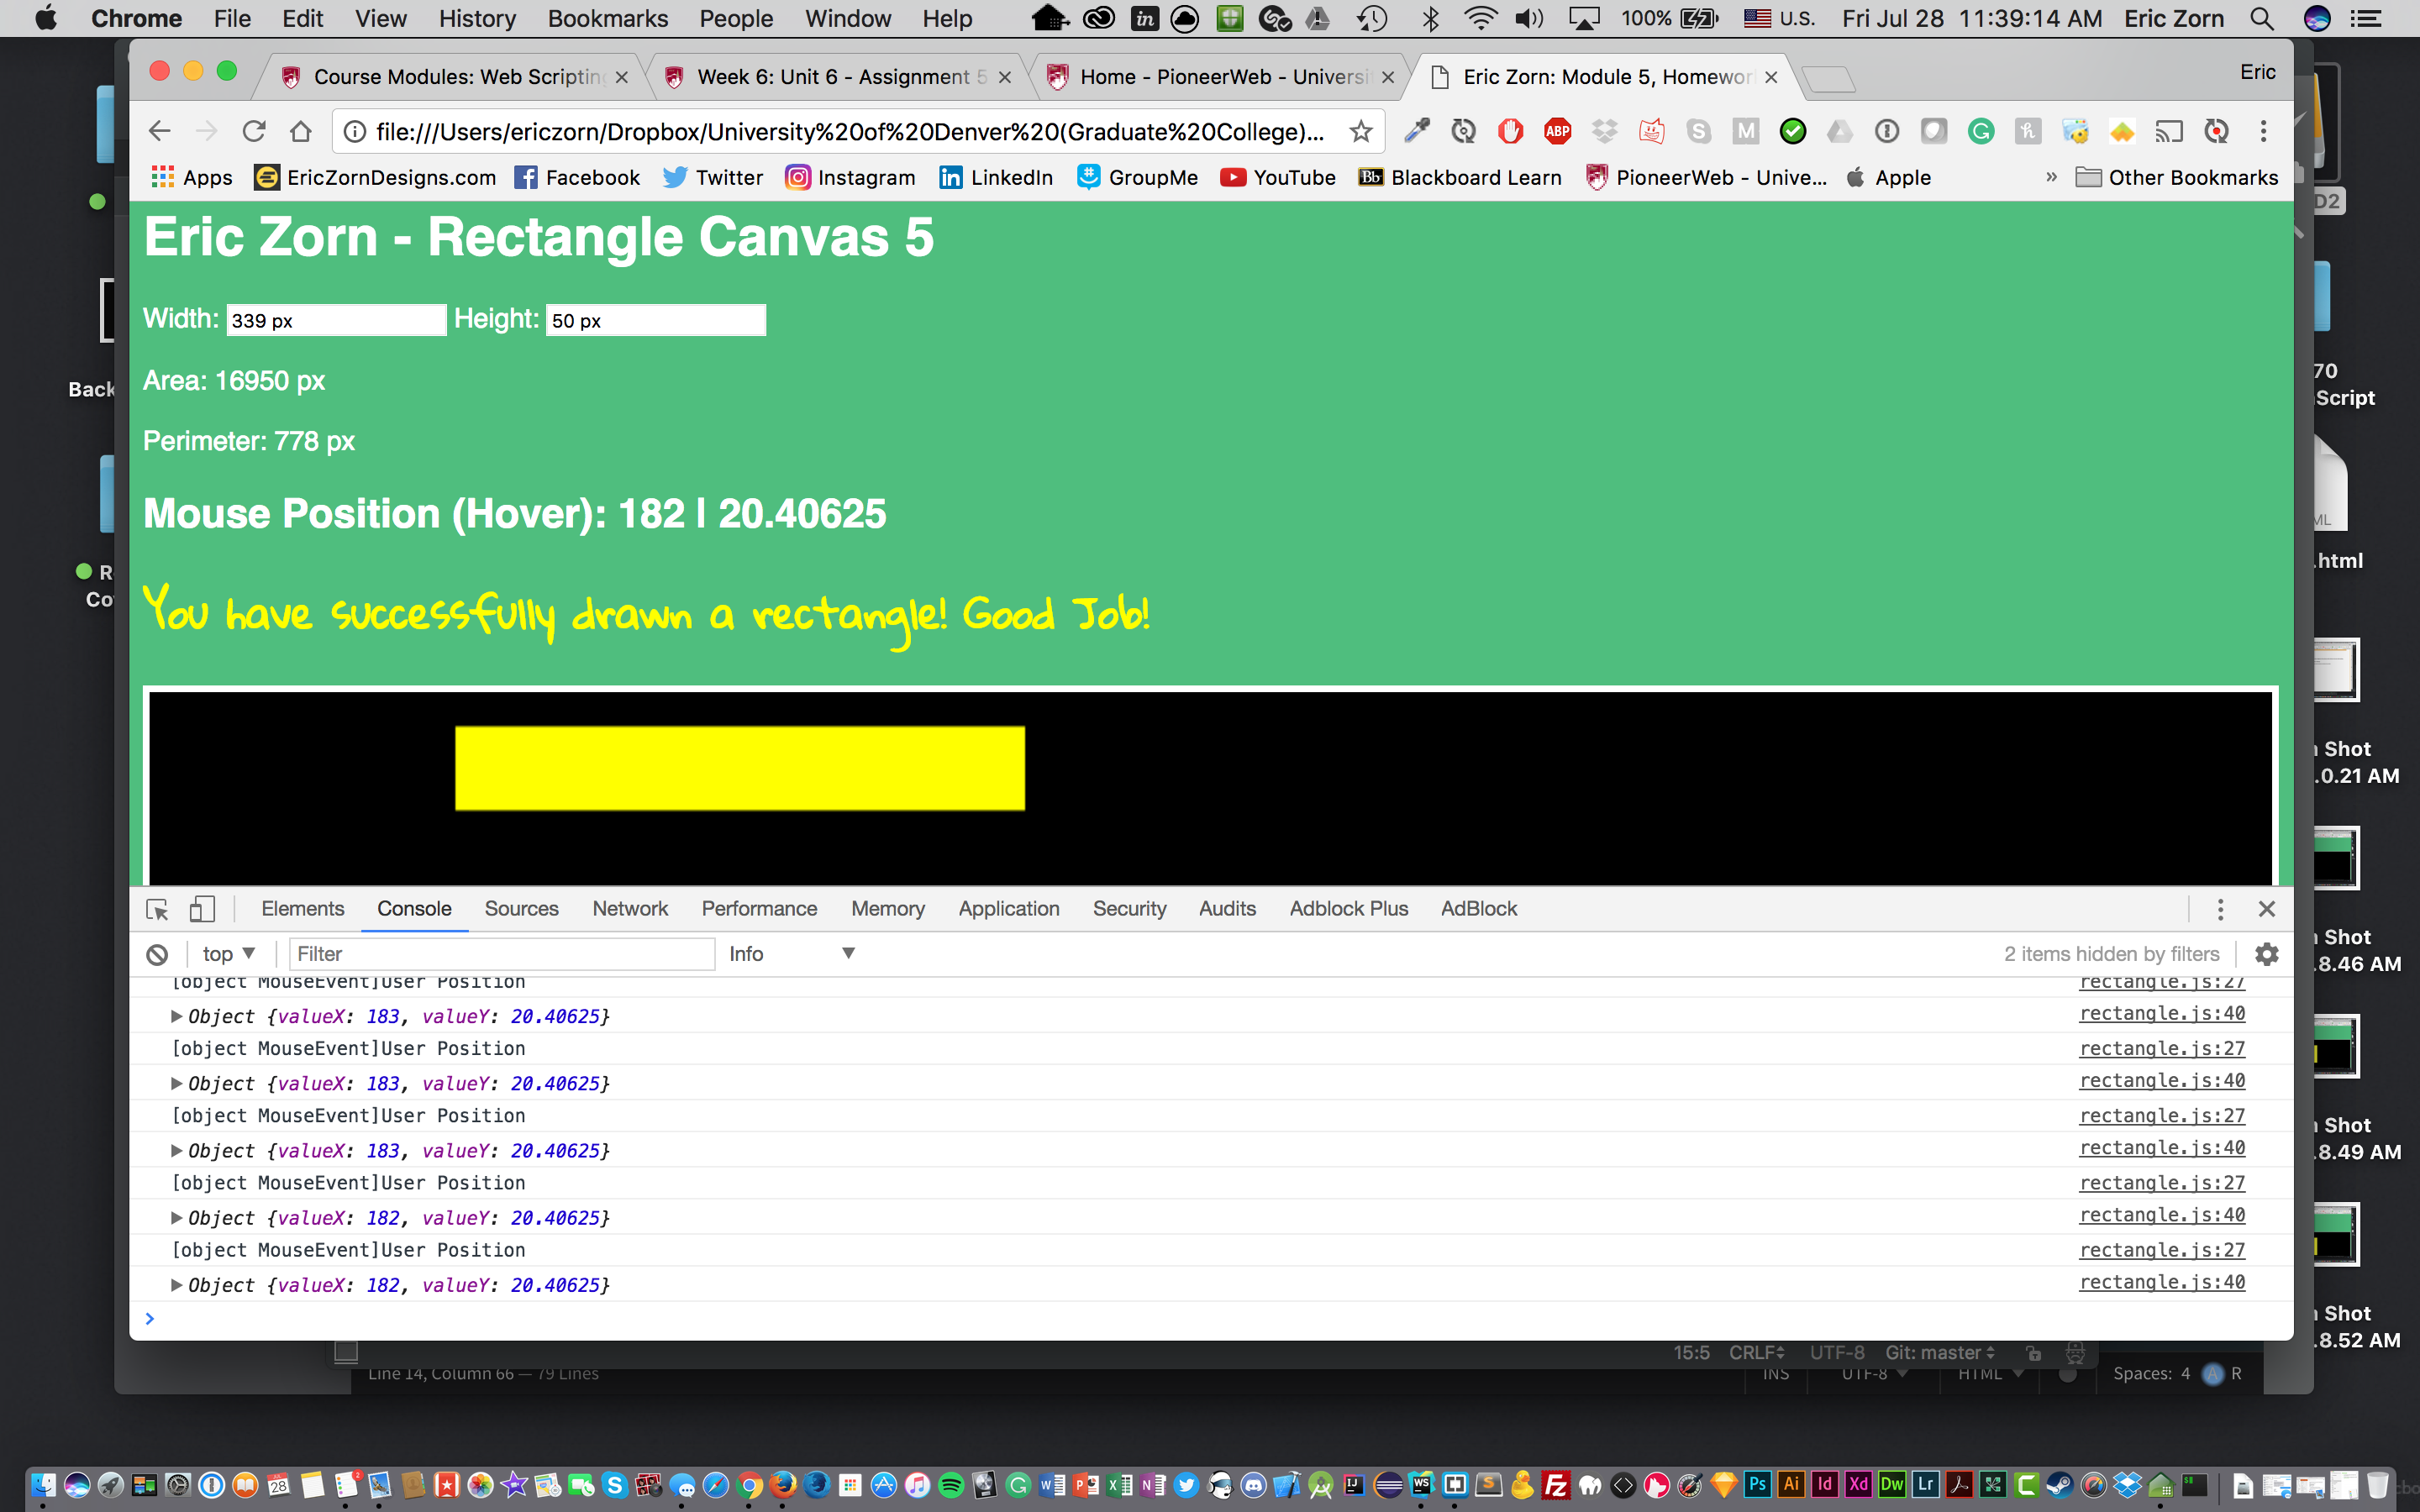 Chrome File Edit View History Bookmarks People Window Help 100% U.S. Fri Jul 28 11:39:14 AM Eric Zorn
Course Modules: Web Scripting Week 6: Unit 6 - Assignment 5 Home - PioneerWeb - Universi Eric Zorn: Module 5, Homewor Eric
file:///Users/ericzorn/Dropbox/University%20of%20Denver%20(Graduate%20College)...
Apps EricZornDesigns.com Facebook Twitter Instagram LinkedIn GroupMe YouTube Blackboard Learn PioneerWeb - Unive... Apple » Other Bookmarks
Eric Zorn - Rectangle Canvas 5
Width: 339 px Height: 50 px
Area: 16950 px
Perimeter: 778 px
Mouse Position (Hover): 182 | 20.40625
You have successfully drawn a rectangle! Good Job!
Elements Console Sources Network Performance Memory Application Security Audits Adblock Plus AdBlock
top Filter Info 2 items hidden by filters
[object MouseEvent]User Position rectangle.js:27
Object {valueX: 183, valueY: 20.40625} rectangle.js:40
[object MouseEvent]User Position rectangle.js:27
Object {valueX: 183, valueY: 20.40625} rectangle.js:40
[object MouseEvent]User Position rectangle.js:27
Object {valueX: 183, valueY: 20.40625} rectangle.js:40
[object MouseEvent]User Position rectangle.js:27
Object {valueX: 182, valueY: 20.40625} rectangle.js:40
[object MouseEvent]User Position rectangle.js:27
Object {valueX: 182, valueY: 20.40625} rectangle.js:40
15:5 CRLF UTF-8 Git: master
Line 14, Column 66 — 79 Lines INS UTF-8 HTML Spaces: 4
Back
Co
D2
70
Script
.html
Shot
.0.21 AM
Shot
.8.46 AM
Shot
.8.49 AM
Shot
.8.52 AM